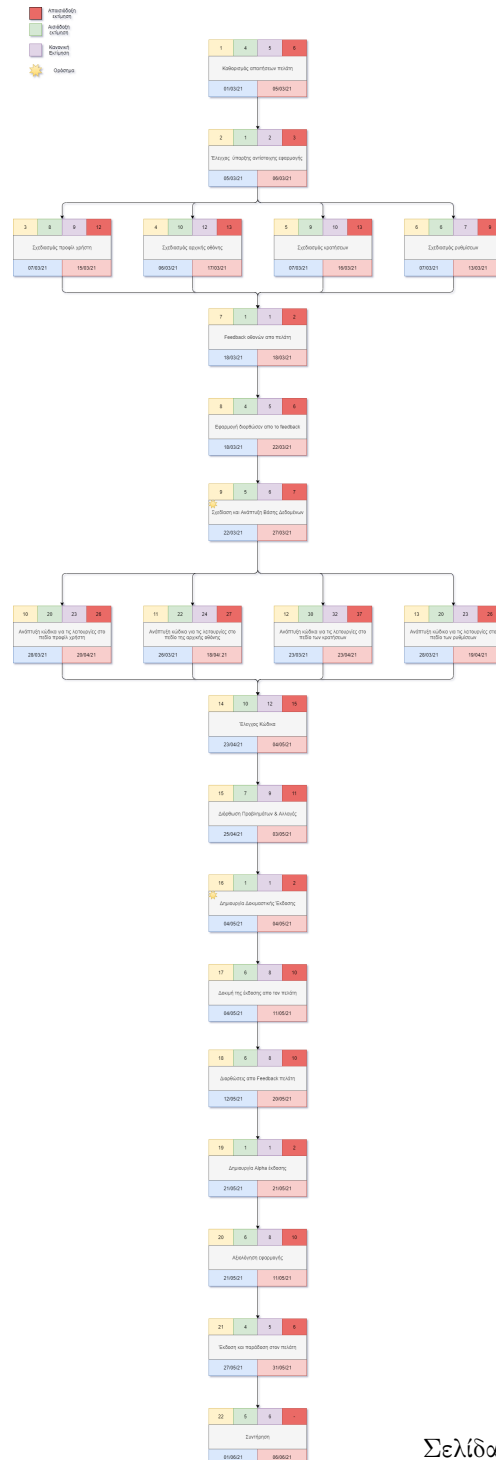 Απαισιόδοξη
εκτίμηση
Αισιόδοξη
εκτίμηση
Κανονική
Εκτίμηση
Ορόσημα
1 4 5 6
Καθορισμός απαιτήσεων πελάτη
01/03/21 05/03/21
2 1 2 3
Έλεγχος ύπαρξης αντίστοιχης εφαρμογής
05/03/21 06/03/21
3 8 9 12
Σχεδιασμός προφίλ χρήστη
07/03/21 15/03/21
4 10 12 13
Σχεδιασμός αρχικής οθόνης
06/03/21 17/03/21
5 9 10 13
Σχεδιασμός κρατήσεων
07/03/21 16/03/21
6 6 7 8
Σχεδιασμός ρυθμίσεων
07/03/21 13/03/21
7 1 1 2
Feedback οθονών απο πελάτη
18/03/21 18/03/21
8 4 5 6
Εφαρμογή διορθώσεων απο το feedback
18/03/21 22/03/21
9 5 6 7
Σχεδίαση και Ανάπτυξη Βάσης Δεδομένων
22/03/21 27/03/21
10 20 23 26
Ανάπτυξη κώδικα για τις λειτουργίες στο
πεδίο προφίλ χρήστη
28/03/21 20/04/21
11 22 24 27
Ανάπτυξη κώδικα για τις λειτουργίες στο
πεδίο της αρχικής οθόνης
26/03/21 18/04/.21
12 30 32 37
Ανάπτυξη κώδικα για τις λειτουργίες στο
πεδίο των κρατήσεων
23/03/21 23/04/21
13 20 23 26
Ανάπτυξη κώδικα για τις λειτουργίες στο
πεδίο των ρυθμίσεων
28/03/21 19/04/21
14 10 12 15
Έλεγχος Κώδικα
23/04/21 04/05/21
15 7 9 11
Διόρθωση Προβλημάτων & Αλλαγές
25/04/21 03/05/21
16 1 1 2
Δημιουργία Δοκιμαστικής Έκδοσης
04/05/21 04/05/21
17 6 8 10
Δοκιμή της έκδοσης απο τον πελάτη
04/05/21 11/05/21
18 6 8 10
Διορθώσεις απο Feedback πελάτη
12/05/21 20/05/21
19 1 1 2
Δημιουργία Alpha έκδοσης
21/05/21 21/05/21
20 6 8 10
Αξιολόγηση εφαρμογής
21/05/21 11/05/21
21 4 5 6
Έκδοση και παράδοση στον πελάτη
27/05/21 31/05/21
22 5 6 -
Συντήρηση
01/06/21 06/06/21
Σελίδα